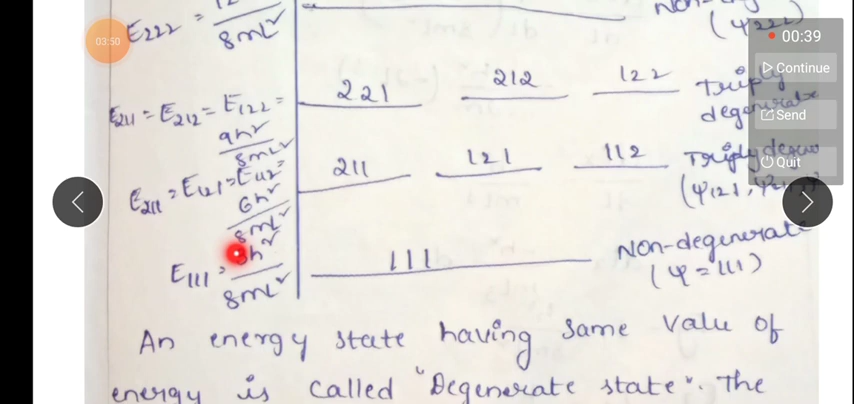 E₂₂₂ = 12
8mL²
(Ψ222)
03:50
00:39
Continue
Send
Quit
E₂₁₁ = E₂₁₂ = E₁₂₂ =
9h²
8mL²
221 212 122 Triply
degenerate
E₂₁₁ = E₁₂₁ = E₁₁₂ =
6h²
8mL²
211 121 112 Triply
(Ψ121,
E₁₁₁ = 3h²
8mL²
111 Non-degenerate
(Ψ = 111)
An energy state having same value of
energy is called "Degenerate state". The